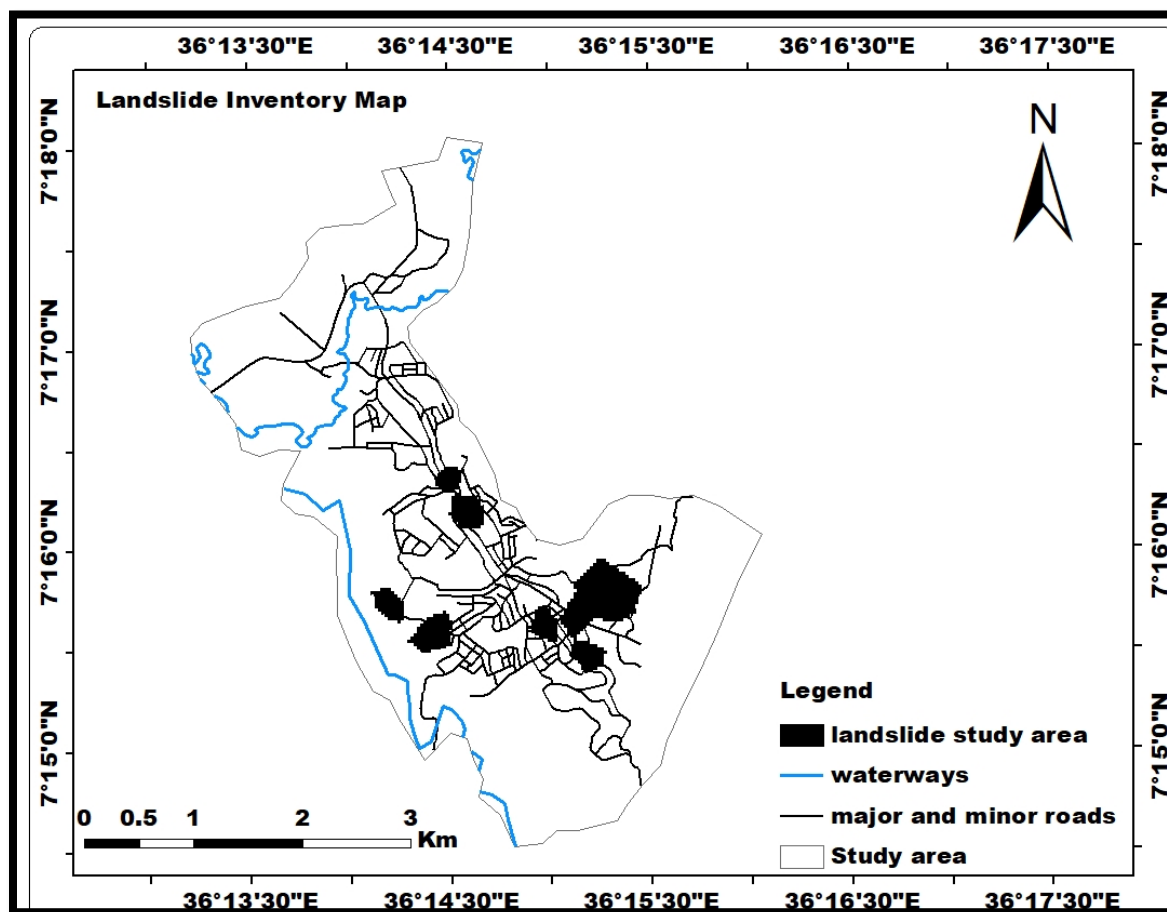 36°13'30"E 36°14'30"E 36°15'30"E 36°16'30"E 36°17'30"E
Landslide Inventory Map
N
7°18'0"N 7°18'0"N
7°17'0"N 7°17'0"N
7°16'0"N 7°16'0"N
7°15'0"N 7°15'0"N
Legend
landslide study area
waterways
major and minor roads
Study area
0 0.5 1 2 3
Km
36°13'30"E 36°14'30"E 36°15'30"E 36°16'30"E 36°17'30"E